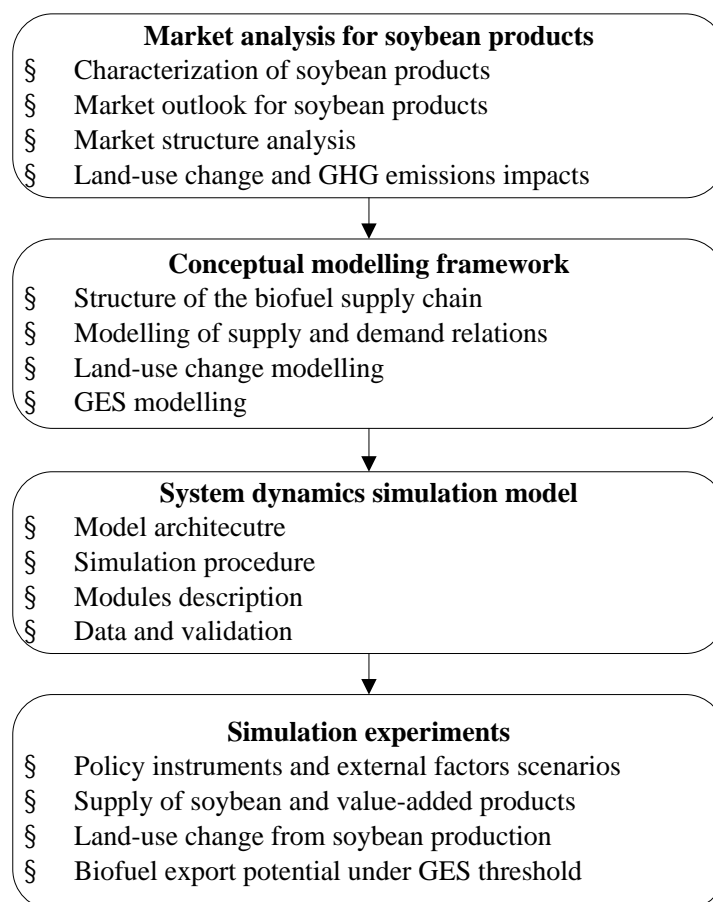 Market analysis for soybean products
§ Characterization of soybean products
§ Market outlook for soybean products
§ Market structure analysis
§ Land-use change and GHG emissions impacts
Conceptual modelling framework
§ Structure of the biofuel supply chain
§ Modelling of supply and demand relations
§ Land-use change modelling
§ GES modelling
System dynamics simulation model
§ Model architecutre
§ Simulation procedure
§ Modules description
§ Data and validation
Simulation experiments
§ Policy instruments and external factors scenarios
§ Supply of soybean and value-added products
§ Land-use change from soybean production
§ Biofuel export potential under GES threshold